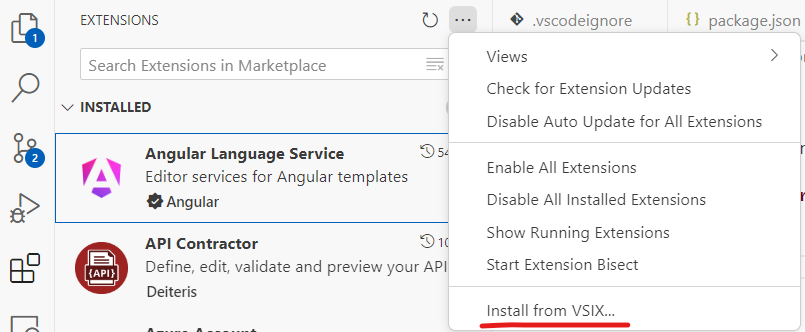 EXTENSIONS
.vscodeignore
{} package.json
1
Search Extensions in Marketplace
INSTALLED
2
Angular Language Service
54
Editor services for Angular templates
Angular
API Contractor
10
Define, edit, validate and preview your API
Deiteris
{API}
Views
Check for Extension Updates
Disable Auto Update for All Extensions
Enable All Extensions
Disable All Installed Extensions
Show Running Extensions
Start Extension Bisect
Install from VSIX...